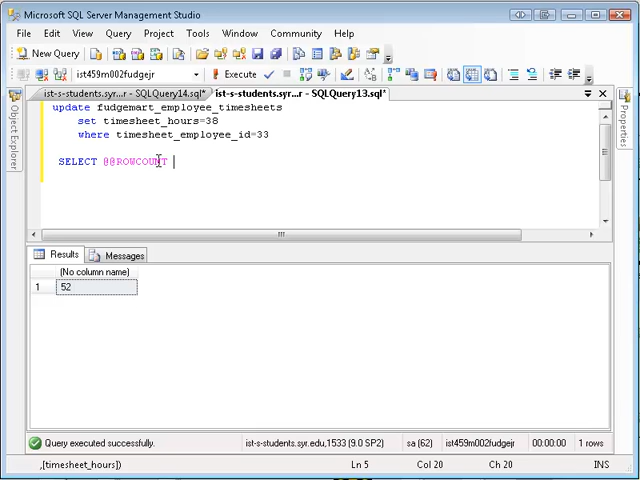 Microsoft SQL Server Management Studio
File Edit View Query Project Tools Window Community Help
New Query
ist459m002fudgejr Execute
ist-s-students.syr....r - SQLQuery14.sql* ist-s-students.syr....r - SQLQuery13.sql*
Object Explorer
Properties
update fudgemart_employee_timesheets
set timesheet_hours=38
where timesheet_employee_id=33
SELECT @@ROWCOUNT
Results Messages
(No column name)
1 52
Query executed successfully. ist-s-students.syr.edu,1533 (9.0 SP2) sa (62) ist459m002fudgejr 00:00:00 1 rows
,[timesheet_hours]) Ln 5 Col 20 Ch 20 INS